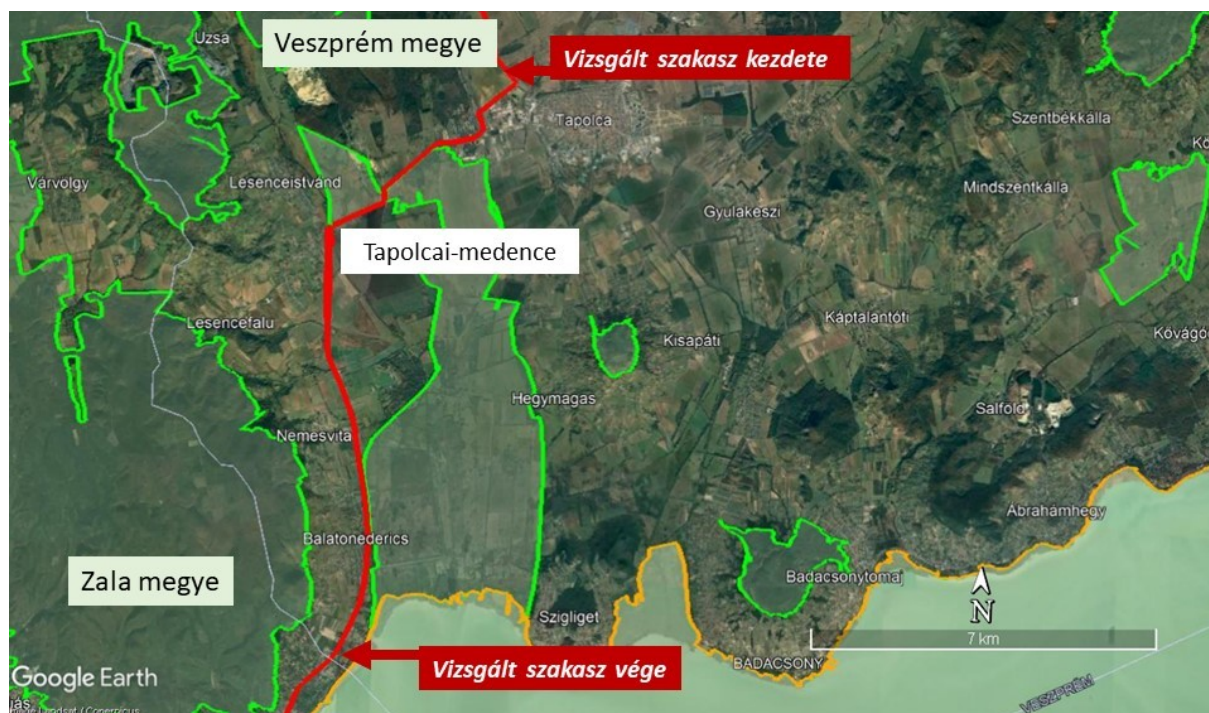 Uzsa
Veszprém megye
Vizsgált szakasz kezdete
Tapolca
Szentbékkálla
Várvölgy
Lesenceistvánd
Mindszentkálla
Gyulakeszi
Tapolcai-medence
Lesencefalu
Kisapáti
Káptalantóti
Hegymagas
Salföld
Nemesvita
Ábrahámhegy
Balatonederics
Zala megye
Badacsonytomaj
Szigliget
N
7 km
Vizsgált szakasz vége
BADACSONY
Google Earth
VESZPRÉM